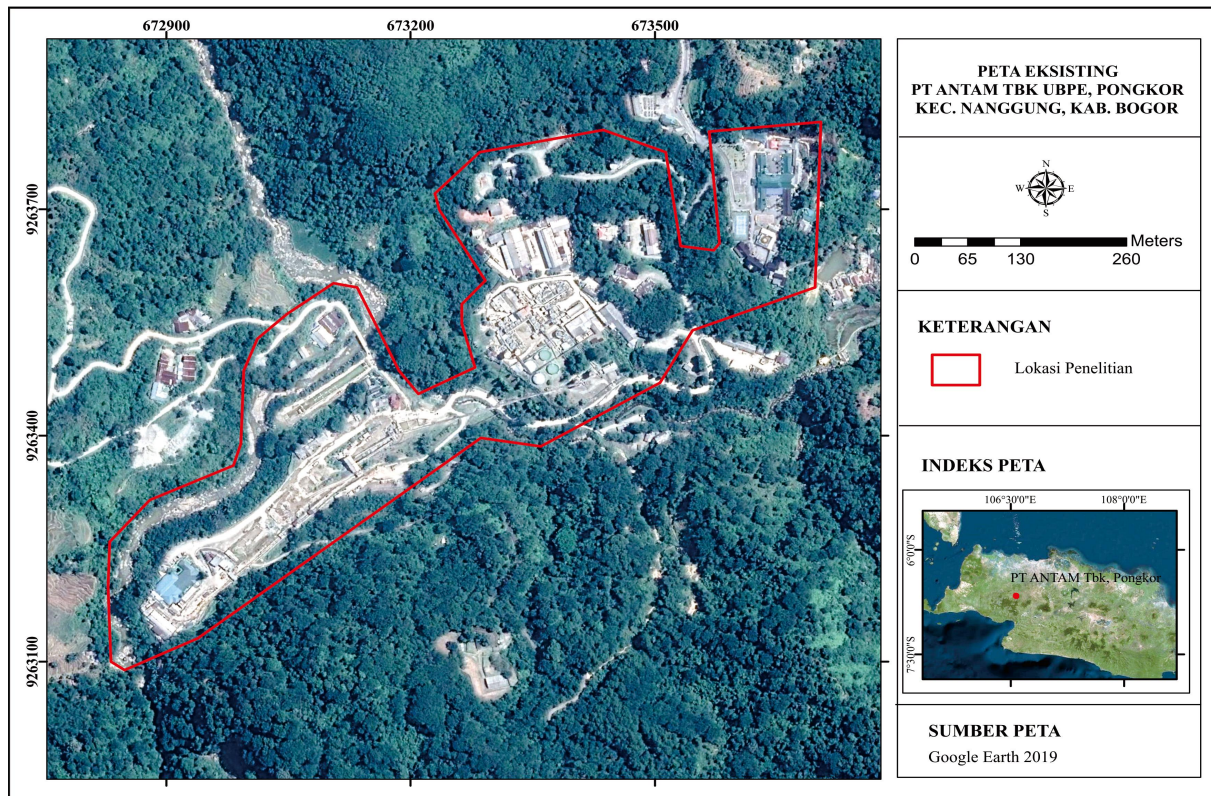 672900
673200
673500
9263700
9263400
9263100
PETA EKSISTING
PT ANTAM TBK UBPE, PONGKOR
KEC. NANGGUNG, KAB. BOGOR
N
W
E
S
Meters
0 65 130 260
KETERANGAN
Lokasi Penelitian
INDEKS PETA
106°30'0"E
108°0'0"E
6°0'0"S
7°30'0"S
PT ANTAM Tbk, Pongkor
SUMBER PETA
Google Earth 2019